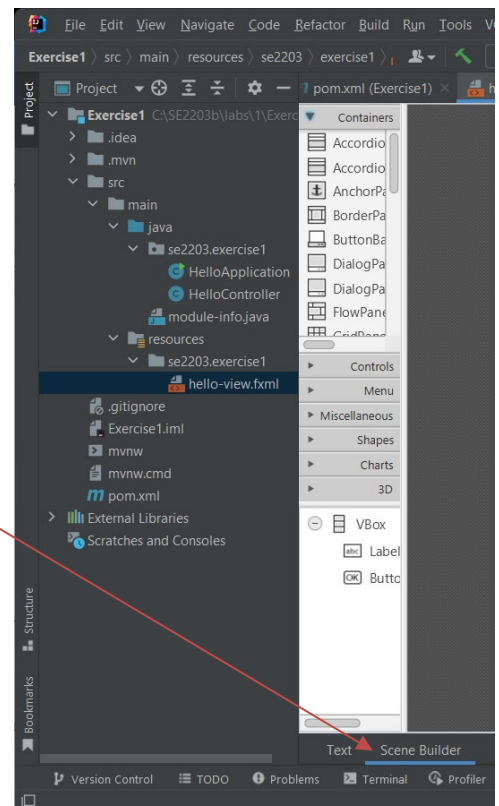 File Edit View Navigate Code Refactor Build Run Tools
Exercise1 src main resources se2203 exercise1
Project pom.xml (Exercise1)
Project
Exercise1 C:\SE2203b\labs\1\Exerc
.idea
.mvn
src
main
java
se2203.exercise1
HelloApplication
HelloController
module-info.java
resources
se2203.exercise1
hello-view.fxml
.gitignore
Exercise1.iml
mvnw
mvnw.cmd
pom.xml
External Libraries
Scratches and Consoles
Containers
Accordio
Accordio
AnchorPa
BorderPa
ButtonBa
DialogPa
DialogPa
FlowPane
Controls
Menu
Miscellaneous
Shapes
Charts
3D
VBox
abc Label
OK Butto
Structure
Bookmarks
Text Scene Builder
Version Control TODO Problems Terminal Profiler